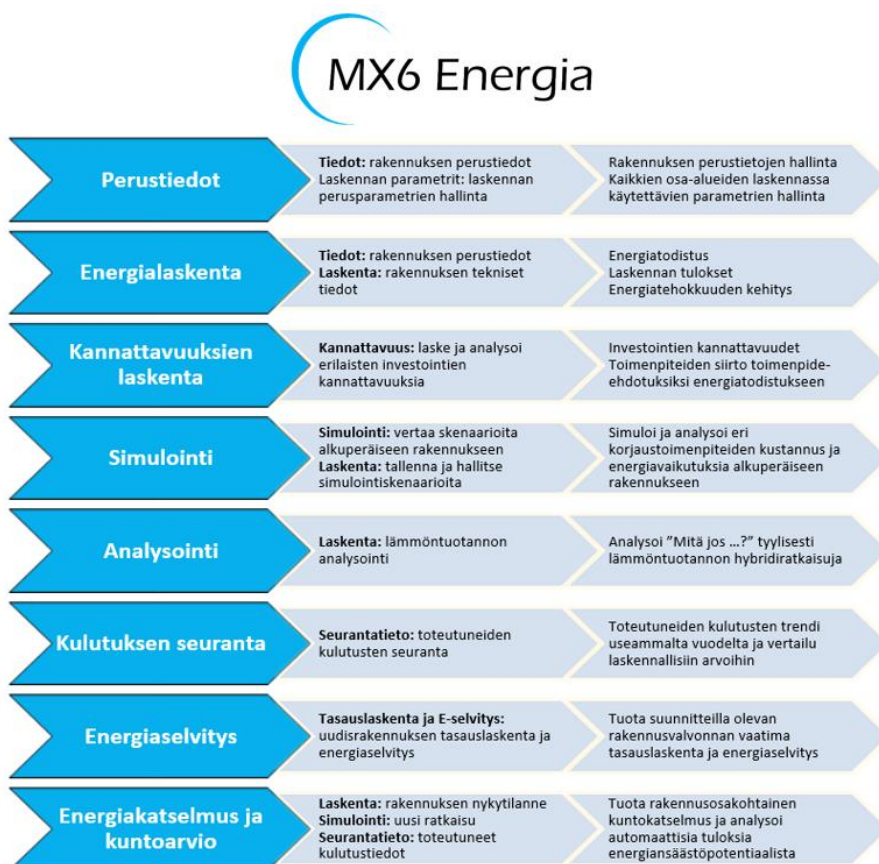 MX6 Energia
Perustiedot
Tiedot: rakennuksen perustiedot
Laskennan parametrit: laskennan
perusparametrien hallinta
Rakennuksen perustietojen hallinta
Kaikkien osa-alueiden laskennassa
käytettävien parametrien hallinta
Energialaskenta
Tiedot: rakennuksen perustiedot
Laskenta: rakennuksen tekniset
tiedot
Energiatodistus
Laskennan tulokset
Energiatehokkuuden kehitys
Kannattavuuksien
laskenta
Kannattavuus: laske ja analysoi
erilaisten investointien
kannattavuuksia
Investointien kannattavuudet
Toimenpiteiden siirto toimenpide-
ehdotuksiksi energiatodistukseen
Simulointi
Simulointi: vertaa skenaarioita
alkuperäiseen rakennukseen
Laskenta: tallenna ja hallitse
simulointiskenaarioita
Simuloi ja analysoi eri
korjaustoimenpiteiden kustannus ja
energiavaikutuksia alkuperäiseen
rakennukseen
Analysointi
Laskenta: lämmöntuotannon
analysointi
Analysoi ”Mitä jos …?” tyylisesti
lämmöntuotannon hybridiratkaisuja
Kulutuksen seuranta
Seurantatieto: toteutuneiden
kulutusten seuranta
Toteutuneiden kulutusten trendi
useammalta vuodelta ja vertailu
laskennallisiin arvoihin
Energiaselvitys
Tasauslaskenta ja E-selvitys:
uudisrakennuksen tasauslaskenta ja
energiaselvitys
Tuota suunnitteilla olevan
rakennusvalvonnan vaatima
tasauslaskenta ja energiaselvitys
Energiakatselmus ja
kuntoarvio
Laskenta: rakennuksen nykytilanne
Simulointi: uusi ratkaisu
Seurantatieto: toteutuneet
kulutustiedot
Tuota rakennusosakohtainen
kuntokatselmus ja analysoi
automaattisia tuloksia
energiansäästöpotentiaalista